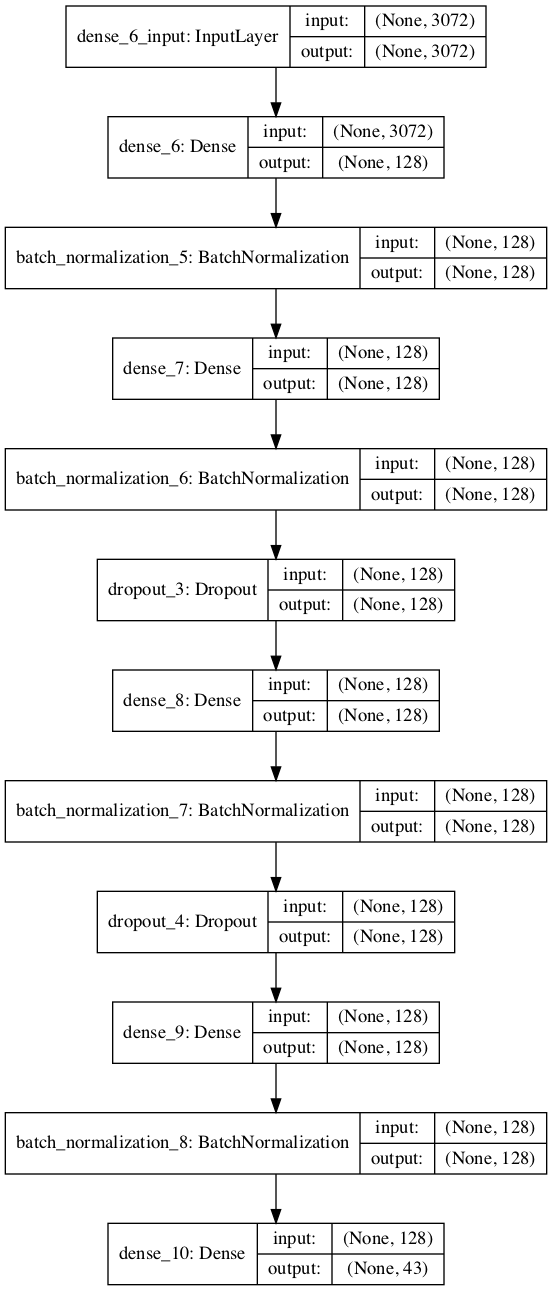 dense_6_input: InputLayer
input: (None, 3072)
output: (None, 3072)
dense_6: Dense
input: (None, 3072)
output: (None, 128)
batch_normalization_5: BatchNormalization
input: (None, 128)
output: (None, 128)
dense_7: Dense
input: (None, 128)
output: (None, 128)
batch_normalization_6: BatchNormalization
input: (None, 128)
output: (None, 128)
dropout_3: Dropout
input: (None, 128)
output: (None, 128)
dense_8: Dense
input: (None, 128)
output: (None, 128)
batch_normalization_7: BatchNormalization
input: (None, 128)
output: (None, 128)
dropout_4: Dropout
input: (None, 128)
output: (None, 128)
dense_9: Dense
input: (None, 128)
output: (None, 128)
batch_normalization_8: BatchNormalization
input: (None, 128)
output: (None, 128)
dense_10: Dense
input: (None, 128)
output: (None, 43)